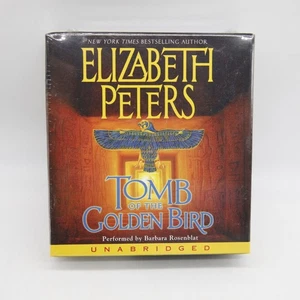 NEW YORK TIMES BESTSELLING AUTHOR
ELIZABETH
PETERS
TOMB
OF THE
GOLDEN BIRD
Performed by Barbara Rosenblat
UNABRIDGED